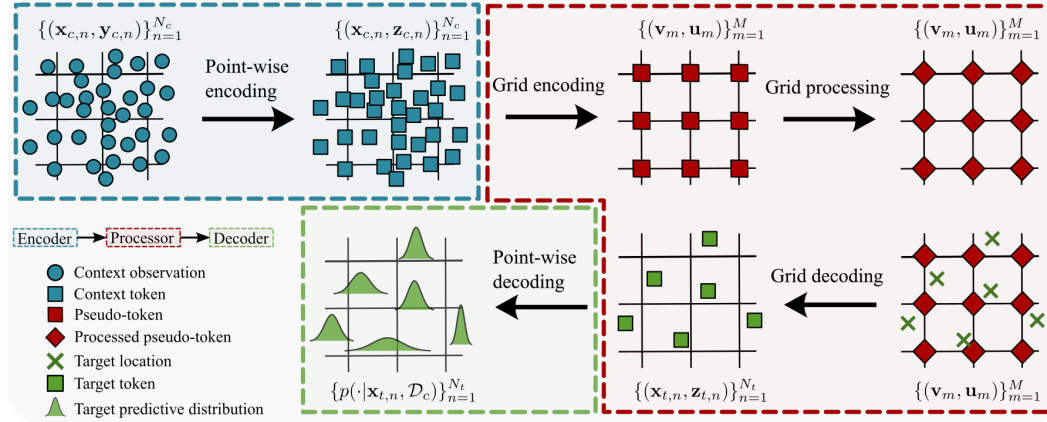 {(x_{c,n}, y_{c,n})}_{n=1}^{N_c}
{(x_{c,n}, z_{c,n})}_{n=1}^{N_c}
{(v_m, u_m)}_{m=1}^{M}
{(v_m, u_m)}_{m=1}^{M}
Point-wise
encoding
Grid encoding
Grid processing
Encoder
Processor
Decoder
Context observation
Context token
Pseudo-token
Processed pseudo-token
Target location
Target token
Target predictive distribution
Point-wise
decoding
Grid decoding
{p(·|x_{t,n}, 𝒟_c)}_{n=1}^{N_t}
{(x_{t,n}, z_{t,n})}_{n=1}^{N_t}
{(v_m, u_m)}_{m=1}^{M}